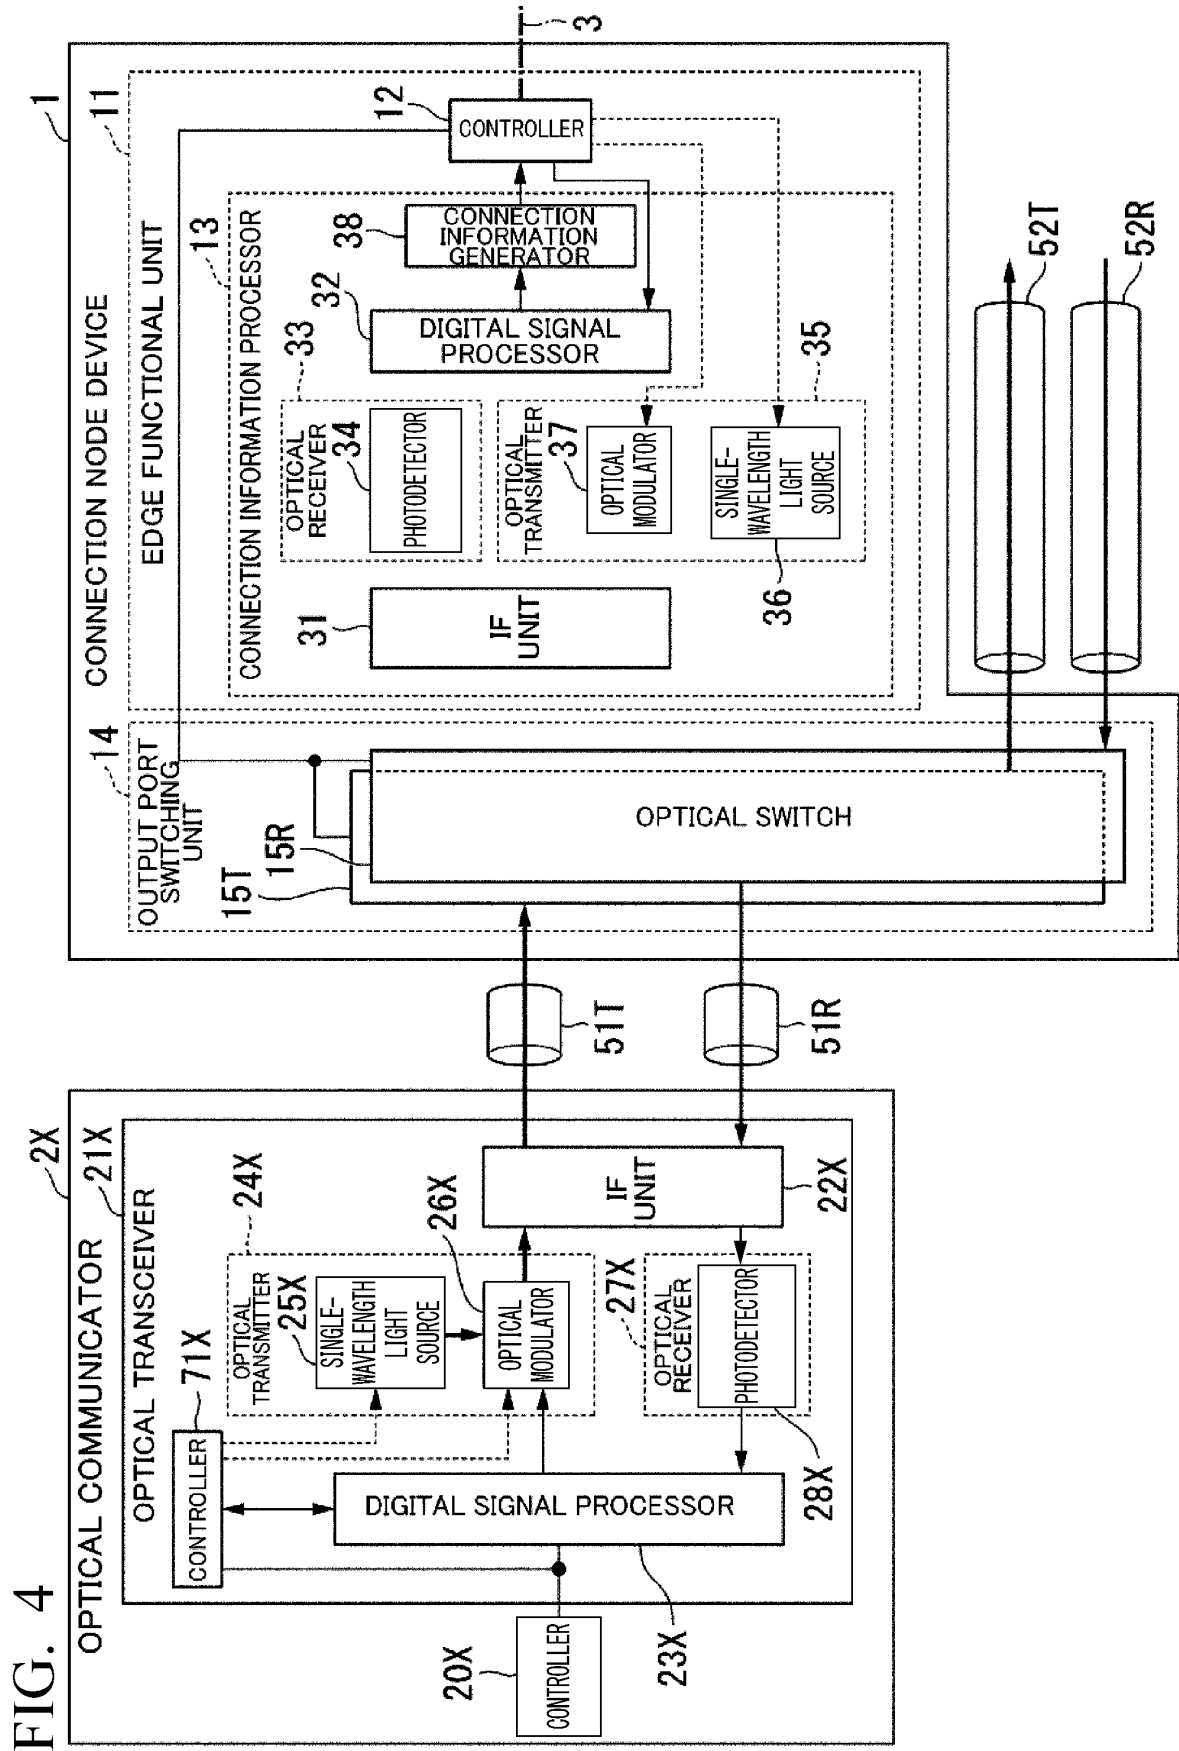 FIG. 4
2X
OPTICAL COMMUNICATOR
21X
OPTICAL TRANSCEIVER
71X
CONTROLLER
24X
OPTICAL
TRANSMITTER
25X
SINGLE-
WAVELENGTH
LIGHT
SOURCE
26X
OPTICAL
MODULATOR
IF
UNIT
22X
27X
OPTICAL
RECEIVER
PHOTODETECTOR
28X
DIGITAL SIGNAL PROCESSOR
23X
20X
CONTROLLER
51T
51R
1
CONNECTION NODE DEVICE
14
OUTPUT PORT
SWITCHING
UNIT
15T
15R
OPTICAL SWITCH
11
EDGE FUNCTIONAL UNIT
13
CONNECTION INFORMATION PROCESSOR
31
IF
UNIT
33
OPTICAL
RECEIVER
34
PHOTODETECTOR
OPTICAL
TRANSMITTER
35
37
OPTICAL
MODULATOR
SINGLE-
WAVELENGTH
LIGHT
SOURCE
36
32
DIGITAL SIGNAL
PROCESSOR
38
CONNECTION
INFORMATION
GENERATOR
12
CONTROLLER
3
52T
52R